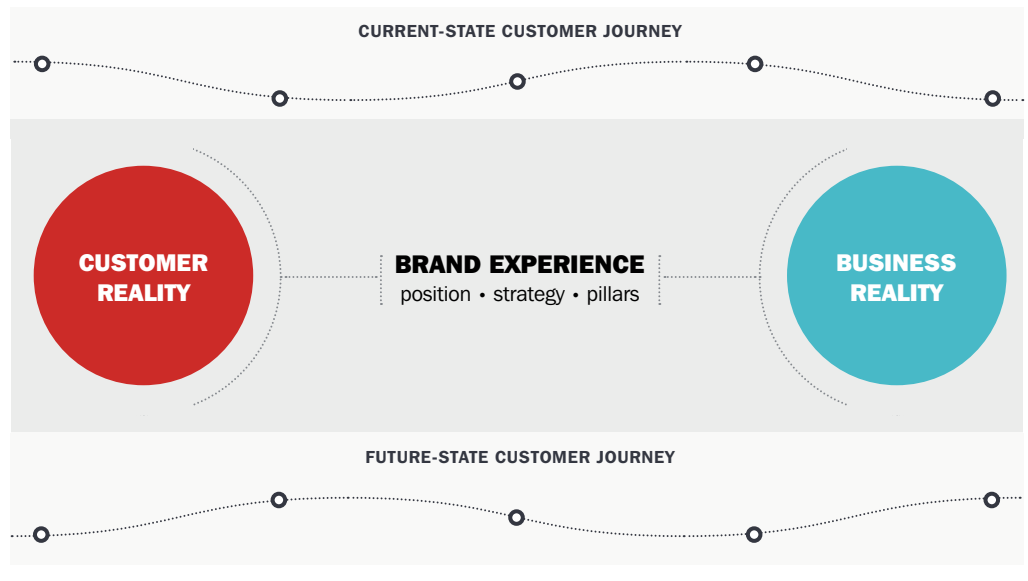 CURRENT-STATE CUSTOMER JOURNEY
CUSTOMER
REALITY
BRAND EXPERIENCE
position • strategy • pillars
BUSINESS
REALITY
FUTURE-STATE CUSTOMER JOURNEY